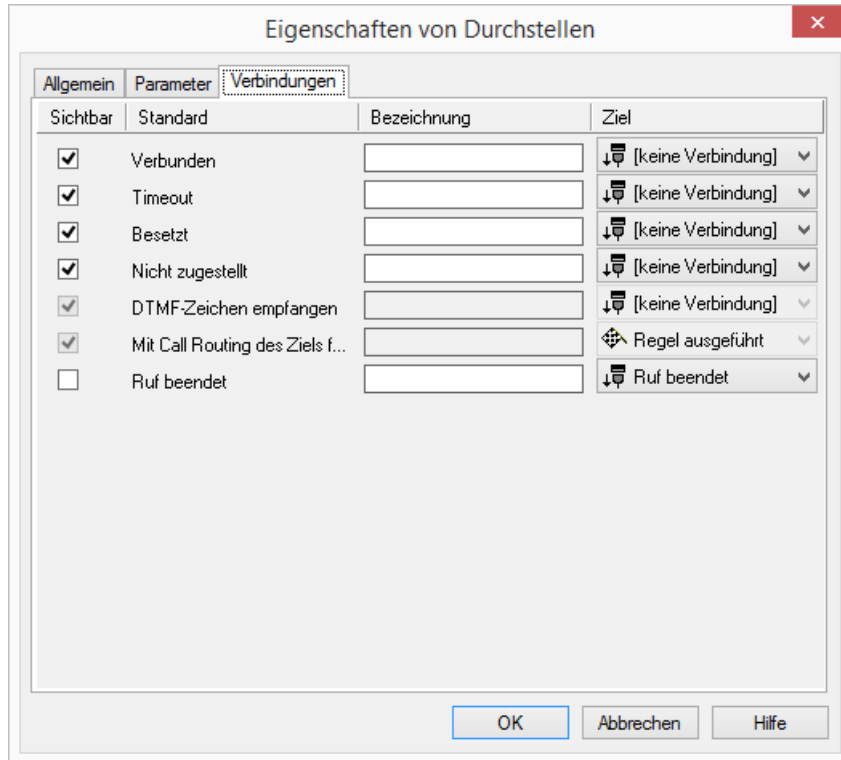 Eigenschaften von Durchstellen
Allgemein Parameter Verbindungen
Sichtbar Standard Bezeichnung Ziel
Verbunden [keine Verbindung]
Timeout [keine Verbindung]
Besetzt [keine Verbindung]
Nicht zugestellt [keine Verbindung]
DTMF-Zeichen empfangen [keine Verbindung]
Mit Call Routing des Ziels f... Regel ausgeführt
Ruf beendet Ruf beendet
OK Abbrechen Hilfe